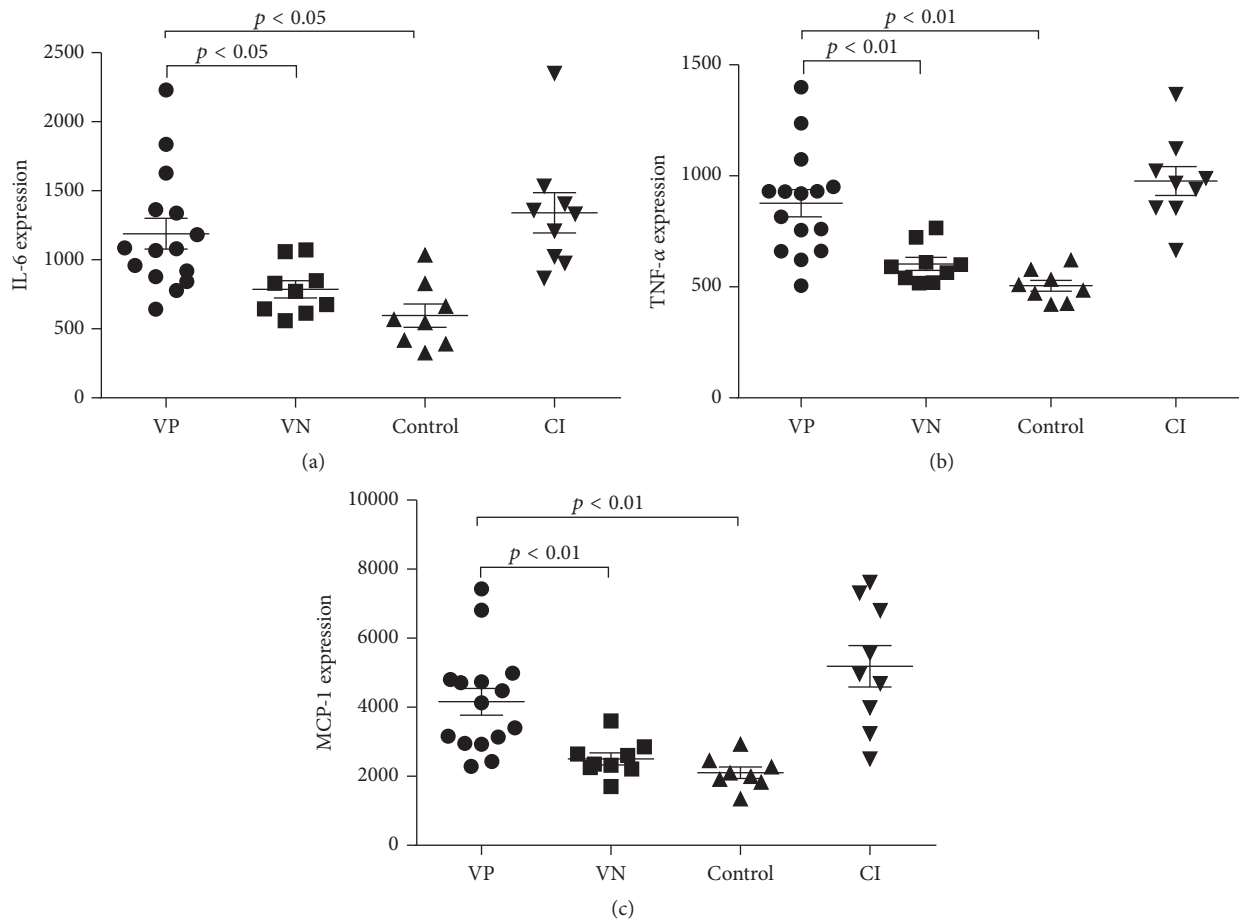 p < 0.05
p < 0.05
2500
2000
1500
1000
500
0
IL-6 expression
VP VN Control CI
(a)
p < 0.01
p < 0.01
1500
1000
500
0
TNF-α expression
VP VN Control CI
(b)
p < 0.01
p < 0.01
10000
8000
6000
4000
2000
0
MCP-1 expression
VP VN Control CI
(c)